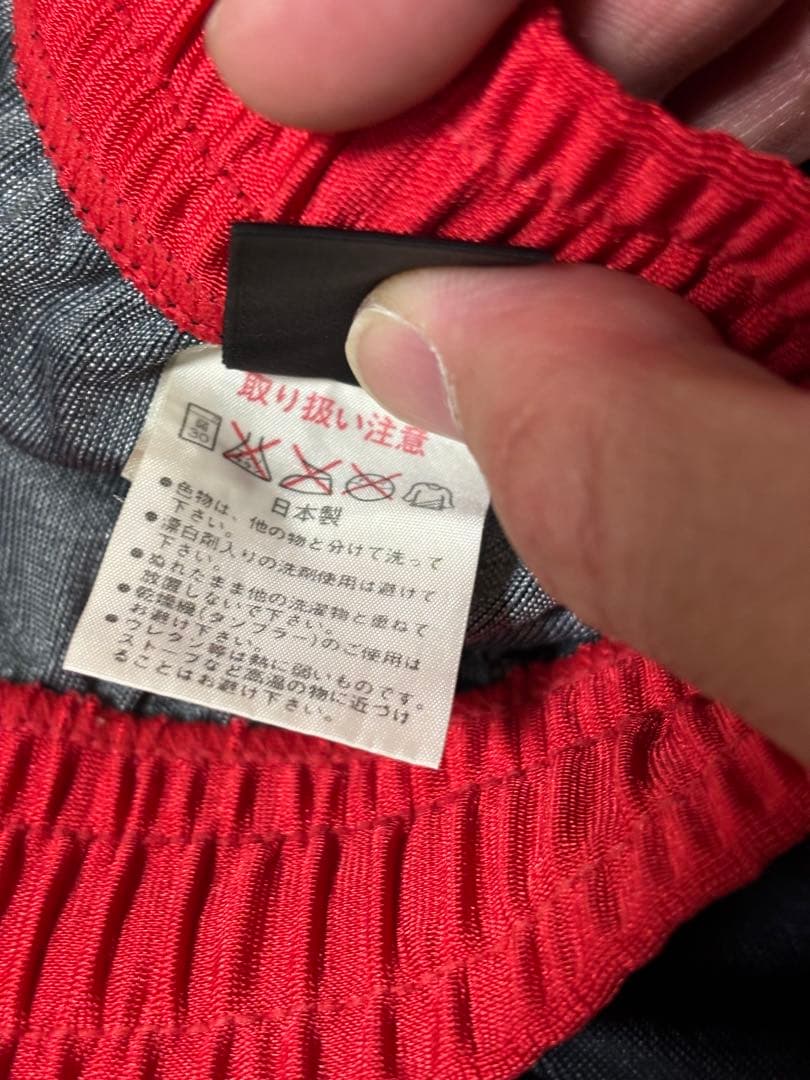 取り扱い注意
弱
30
日本製
●色物は、他の物と分けて洗って
下さい。
●漂白剤入りの洗剤使用は避けて
下さい。
●ぬれたまま他の洗濯物と重ねて
放置しないで下さい。
●乾燥機(タンブラー)のご使用は
お避け下さい。
●ウレタン等は熱に弱いものです。
ストーブなど高温の物に近づけ
ることはお避け下さい。